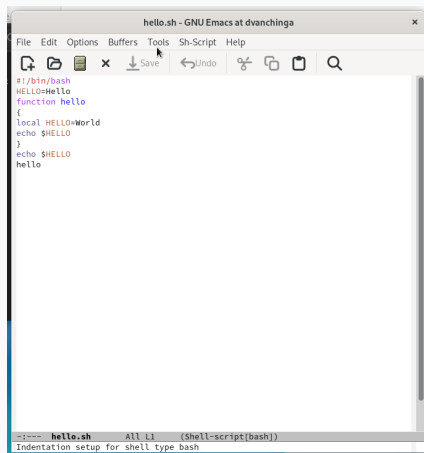 hello.sh - GNU Emacs at dvanchinga
File Edit Options Buffers Tools Sh-Script Help
Save Undo
#!/bin/bash
HELLO=Hello
function hello
{
local HELLO=World
echo $HELLO
}
echo $HELLO
hello
-:--- hello.sh All L1 (Shell-script[bash])
Indentation setup for shell type bash